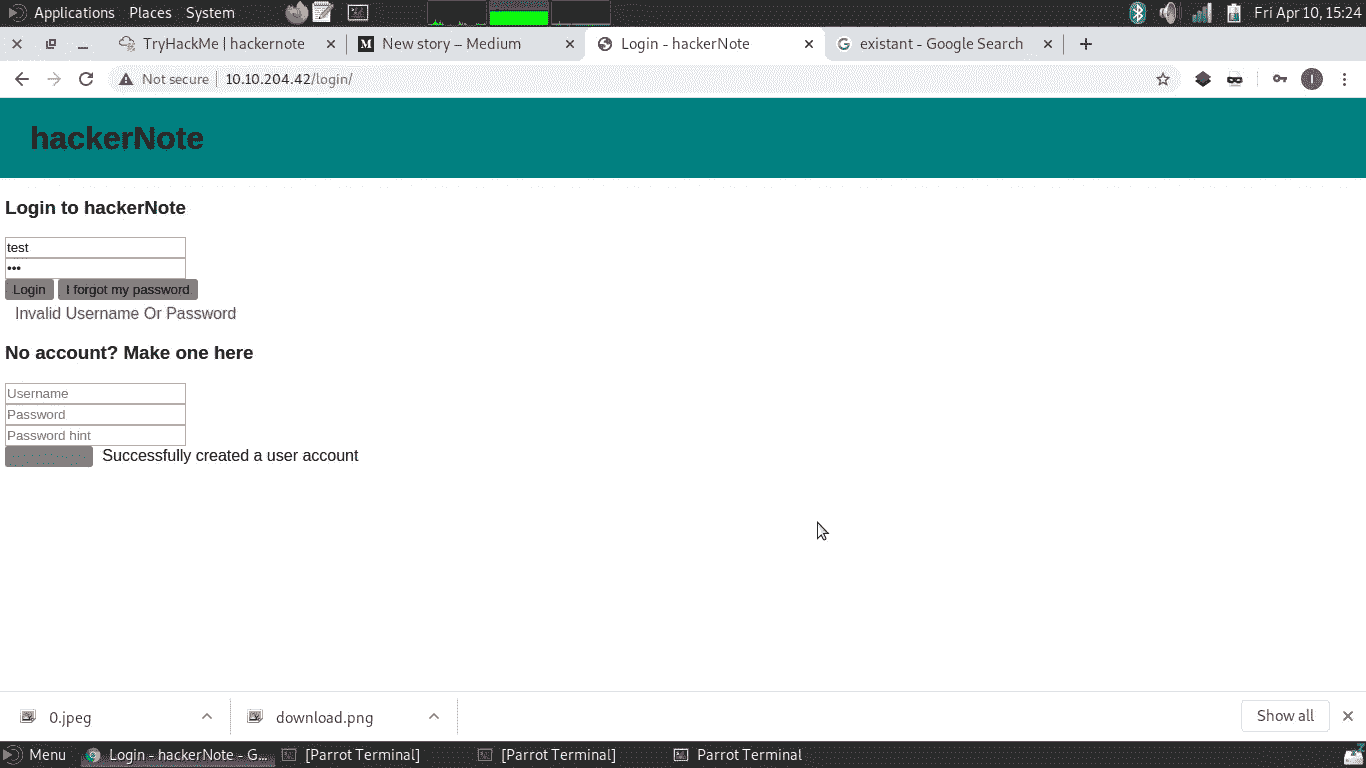 Applications Places System Fri Apr 10, 15:24
TryHackMe | hackernote New story – Medium Login - hackerNote existant - Google Search
Not secure 10.10.204.42/login/ I
hackerNote
Login to hackerNote
test
•••
Login I forgot my password
Invalid Username Or Password
No account? Make one here
Username
Password
Password hint
Successfully created a user account
0.jpeg download.png Show all
Menu Login - hackerNote - G... [Parrot Terminal] [Parrot Terminal] Parrot Terminal